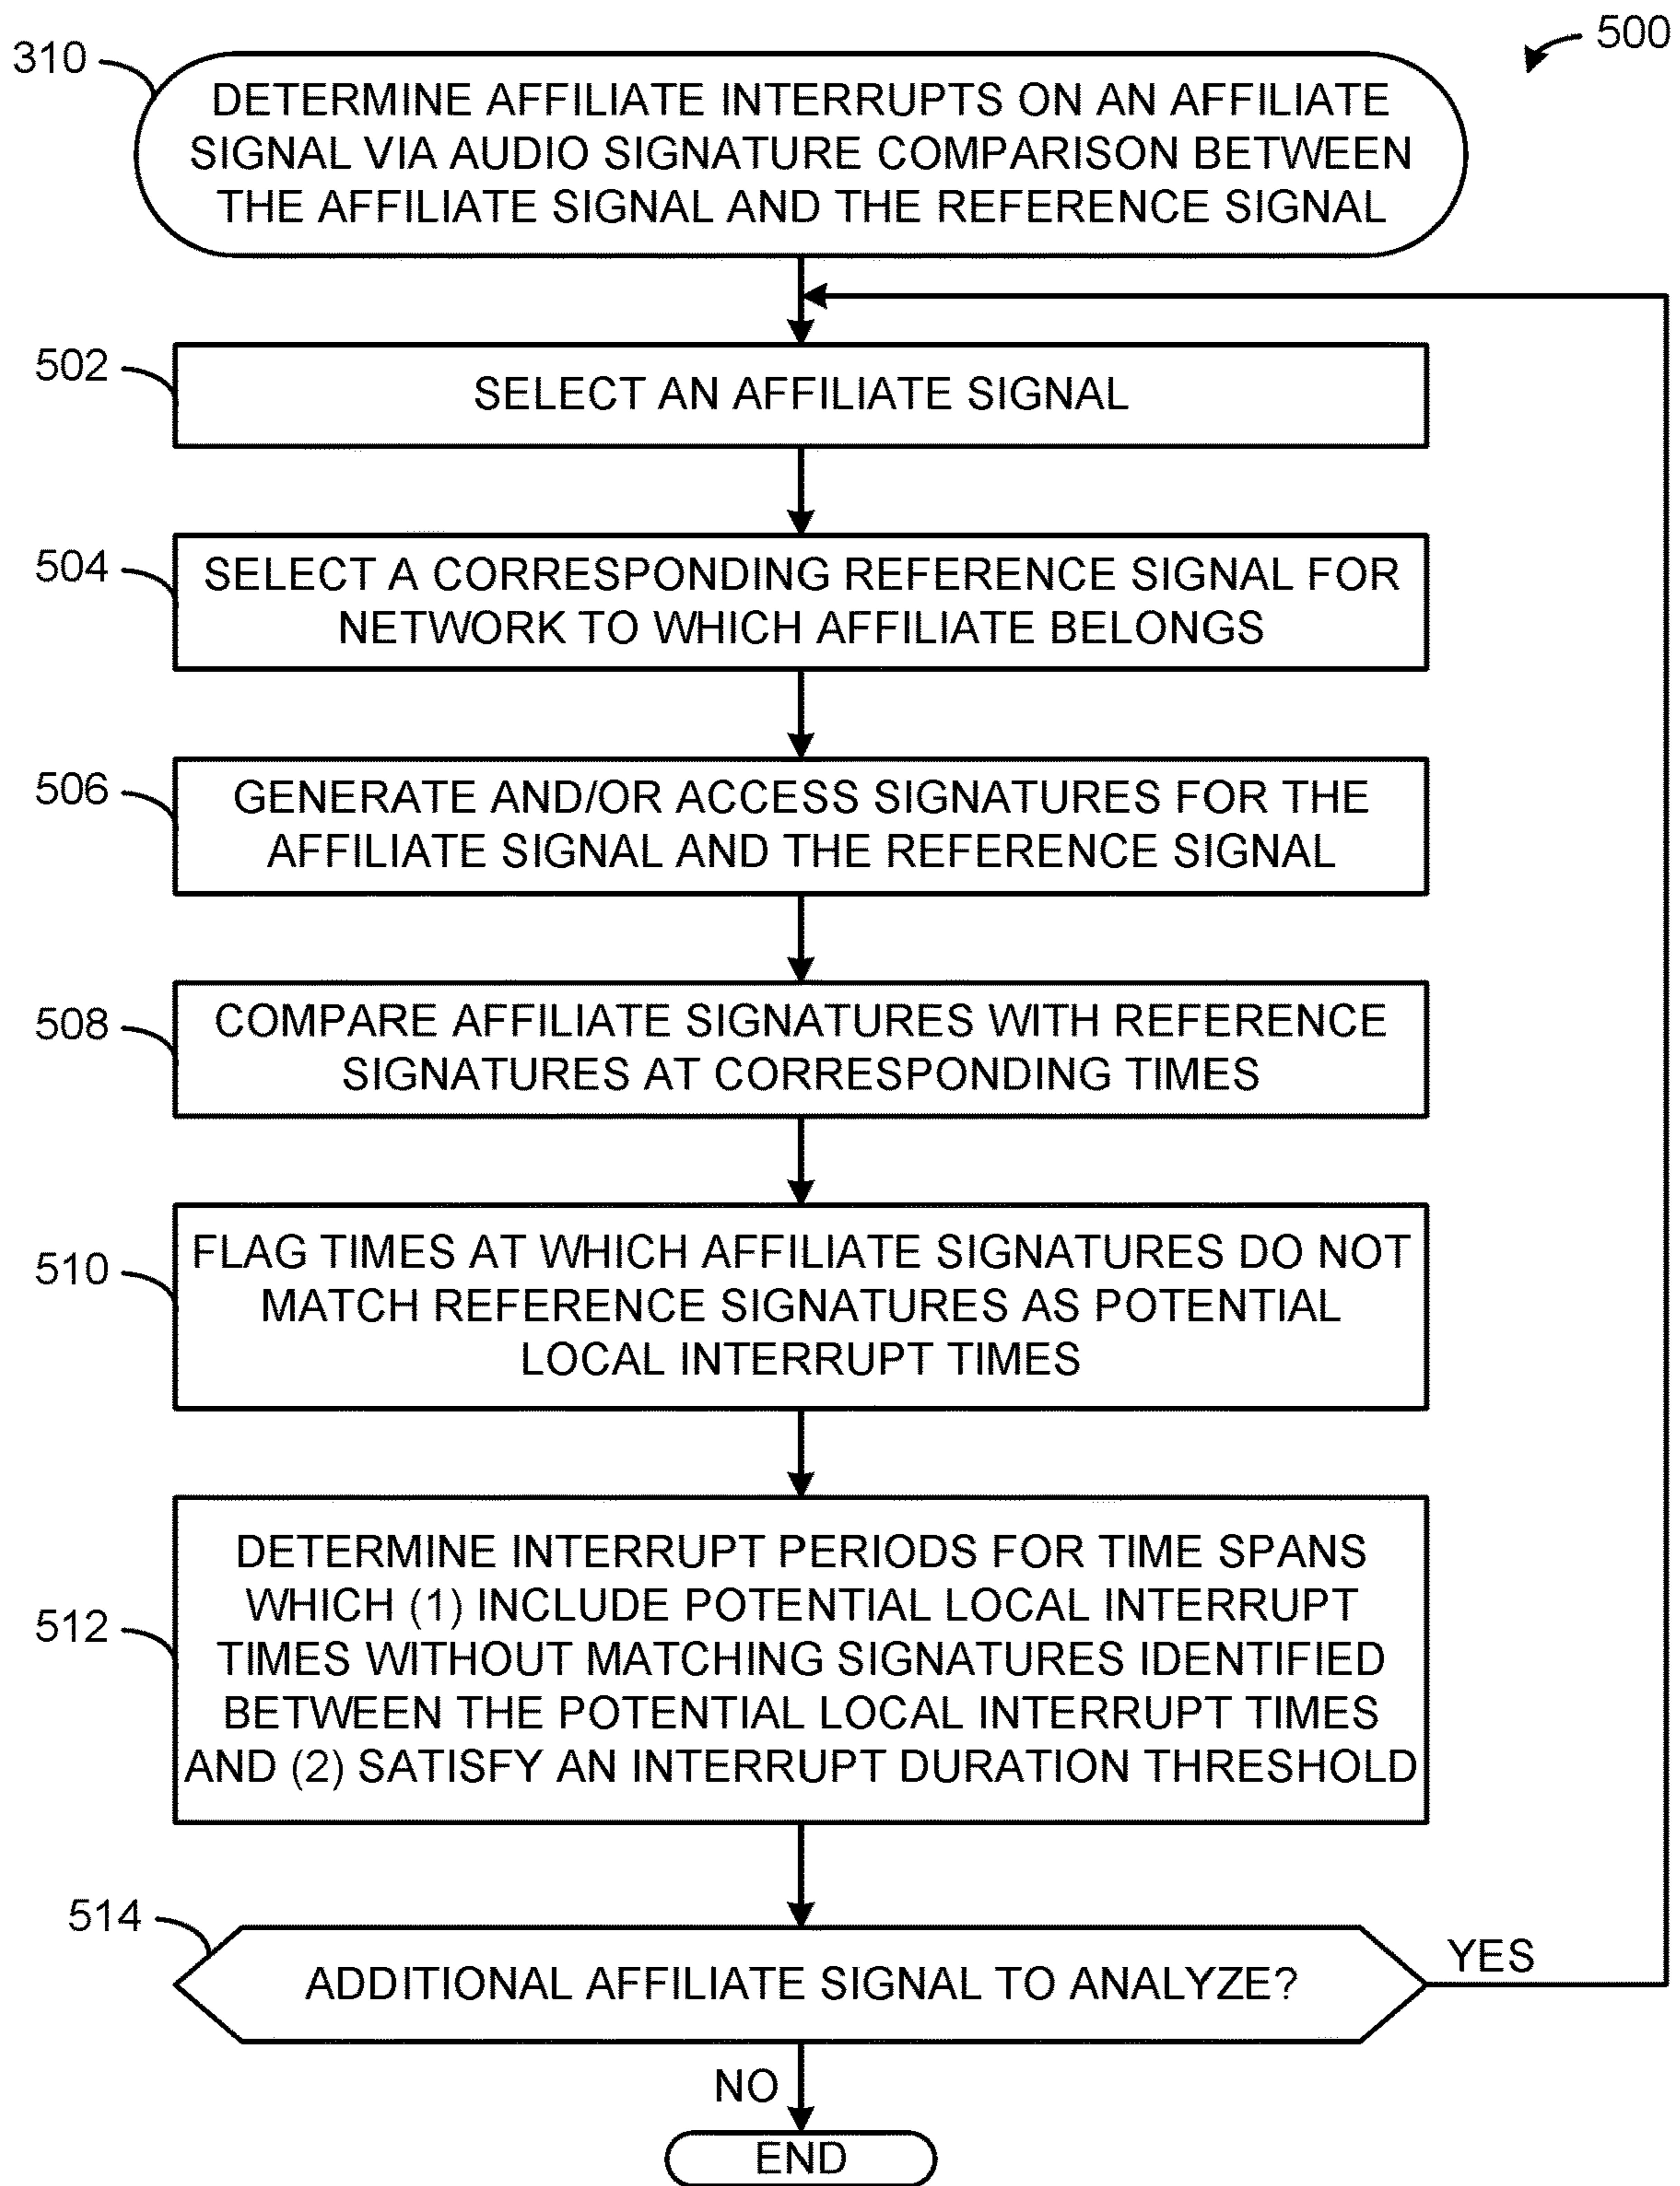 500
310
DETERMINE AFFILIATE INTERRUPTS ON AN AFFILIATE
SIGNAL VIA AUDIO SIGNATURE COMPARISON BETWEEN
THE AFFILIATE SIGNAL AND THE REFERENCE SIGNAL
502
SELECT AN AFFILIATE SIGNAL
504
SELECT A CORRESPONDING REFERENCE SIGNAL FOR
NETWORK TO WHICH AFFILIATE BELONGS
506
GENERATE AND/OR ACCESS SIGNATURES FOR THE
AFFILIATE SIGNAL AND THE REFERENCE SIGNAL
508
COMPARE AFFILIATE SIGNATURES WITH REFERENCE
SIGNATURES AT CORRESPONDING TIMES
510
FLAG TIMES AT WHICH AFFILIATE SIGNATURES DO NOT
MATCH REFERENCE SIGNATURES AS POTENTIAL
LOCAL INTERRUPT TIMES
512
DETERMINE INTERRUPT PERIODS FOR TIME SPANS
WHICH (1) INCLUDE POTENTIAL LOCAL INTERRUPT
TIMES WITHOUT MATCHING SIGNATURES IDENTIFIED
BETWEEN THE POTENTIAL LOCAL INTERRUPT TIMES
AND (2) SATISFY AN INTERRUPT DURATION THRESHOLD
514
ADDITIONAL AFFILIATE SIGNAL TO ANALYZE?
YES
NO
END